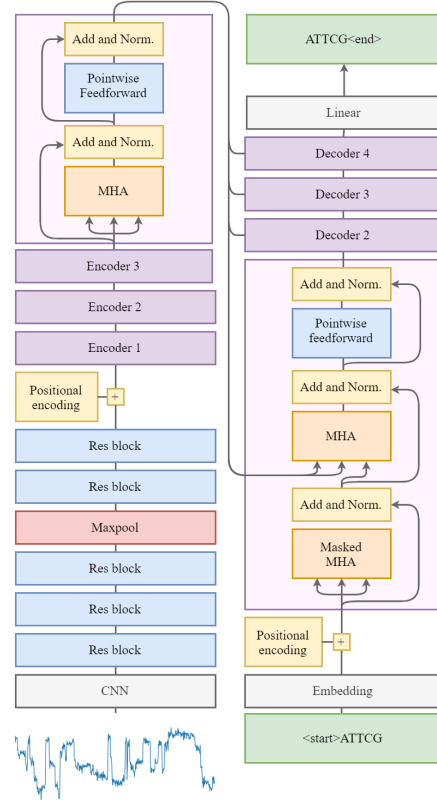 Add and Norm.
Pointwise
Feedforward
Add and Norm.
MHA
Encoder 3
Encoder 2
Encoder 1
Positional
encoding
+
Res block
Res block
Maxpool
Res block
Res block
Res block
CNN
ATTCG<end>
Linear
Decoder 4
Decoder 3
Decoder 2
Add and Norm.
Pointwise
feedforward
Add and Norm.
MHA
Add and Norm.
Masked
MHA
Positional
encoding
+
Embedding
<start>ATTCG